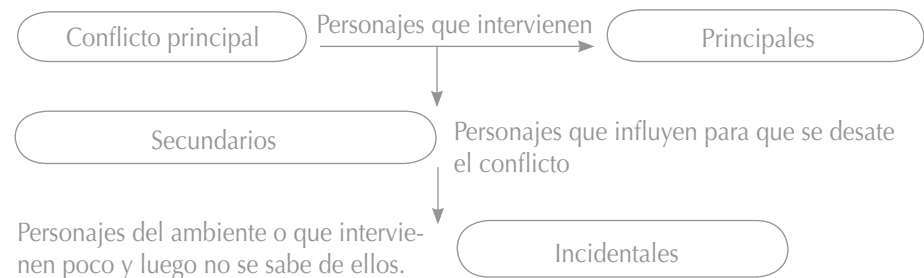 Conflicto principal
Personajes que intervienen
Principales
Secundarios
Personajes que influyen para que se desate
el conflicto
Personajes del ambiente o que intervie-
nen poco y luego no se sabe de ellos.
Incidentales